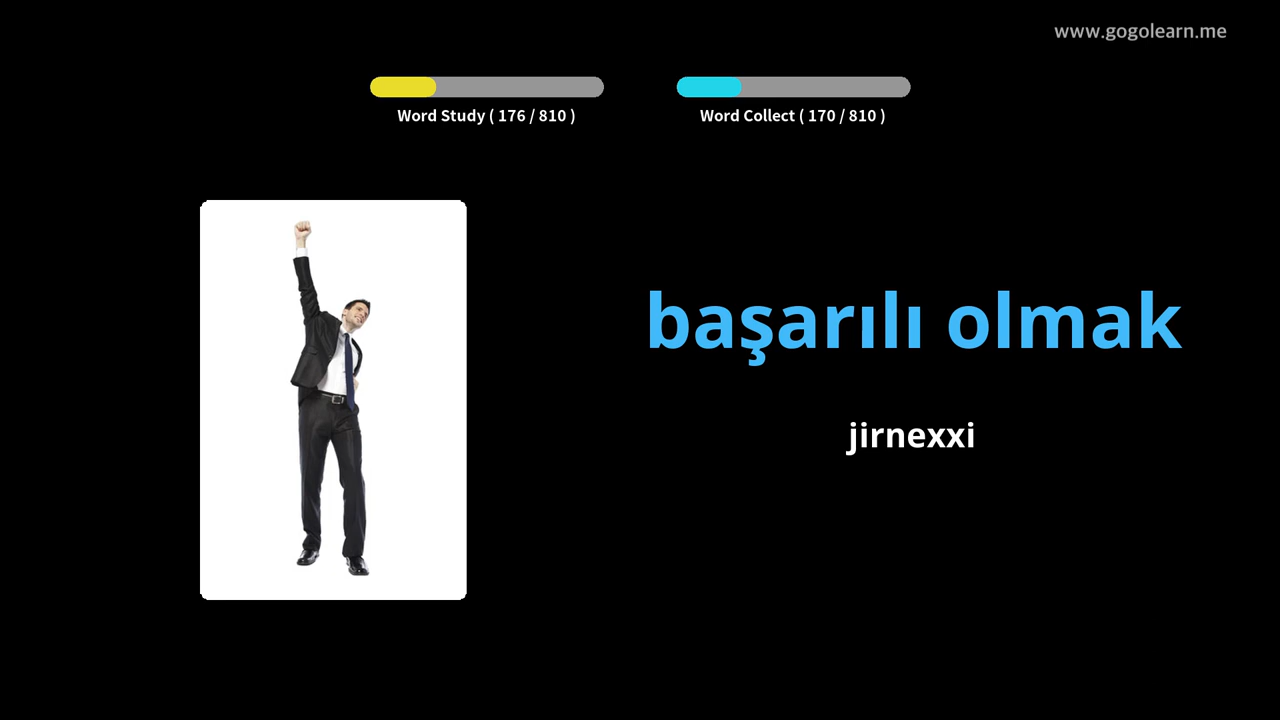 www.gogolearn.me
Word Study ( 176 / 810 )
Word Collect ( 170 / 810 )
başarılı olmak
jirnexxi